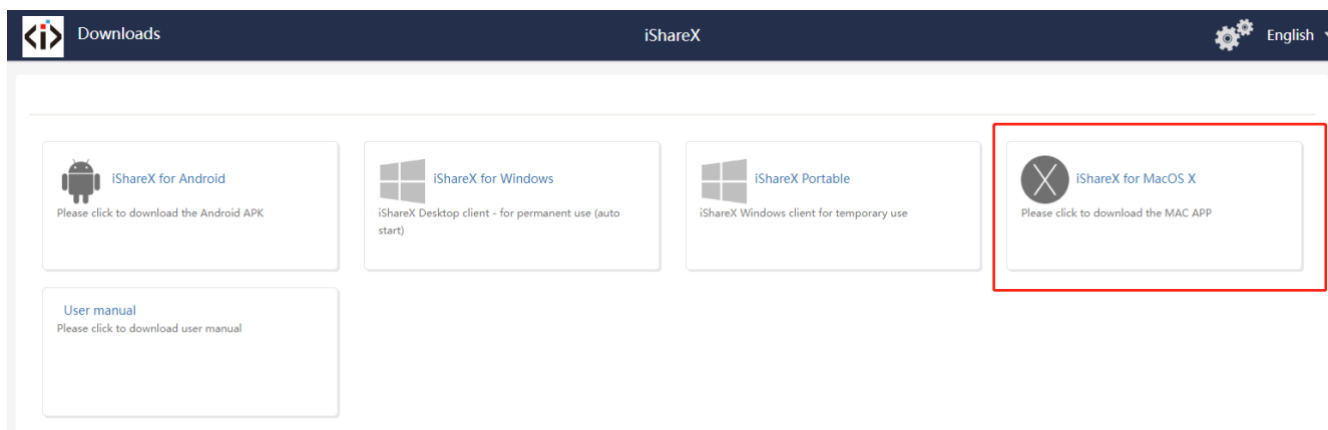 <i> Downloads
iShareX
English
iShareX for Android
Please click to download the Android APK
iShareX for Windows
iShareX Desktop client - for permanent use (auto
start)
iShareX Portable
iShareX Windows client for temporary use
X
iShareX for MacOS X
Please click to download the MAC APP
User manual
Please click to download user manual